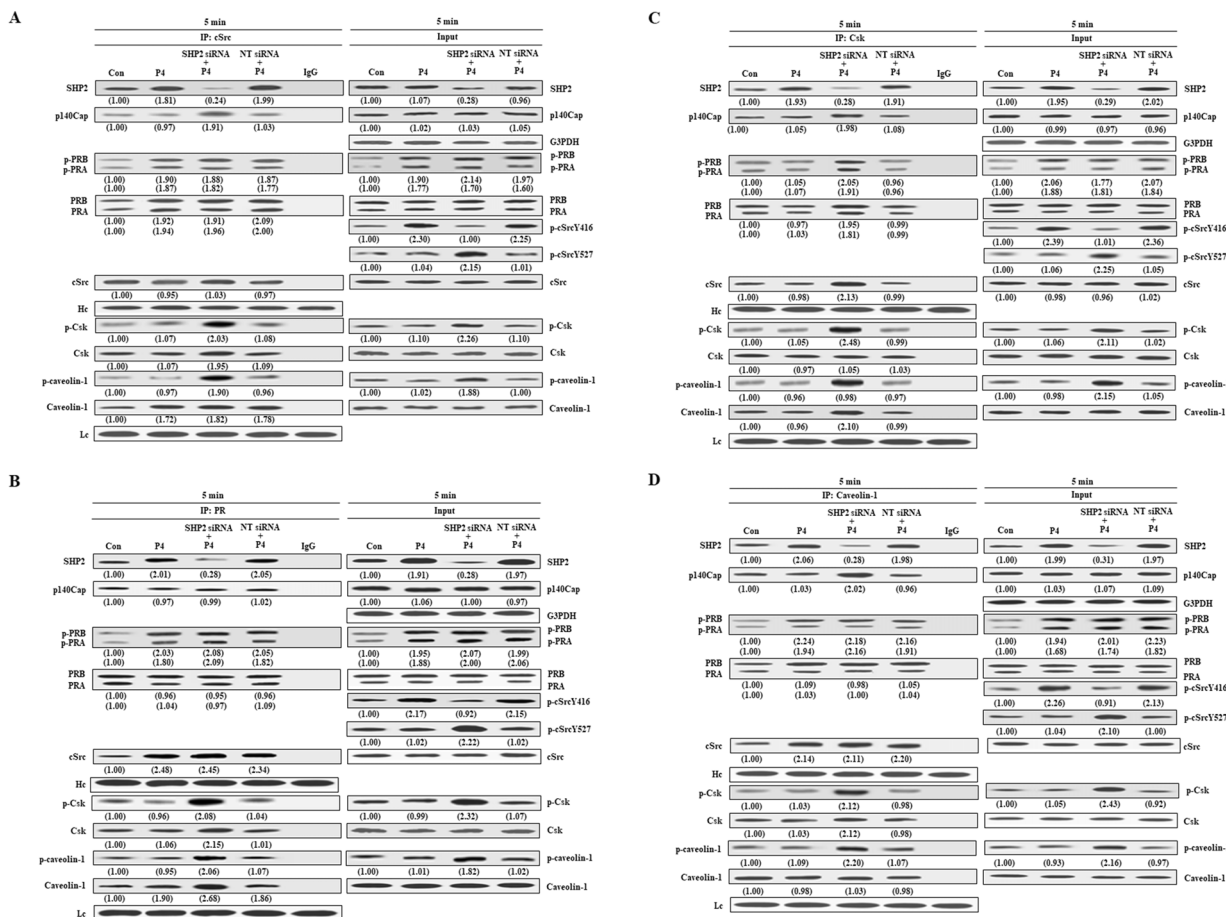 A
5 min
5 min
IP: cSrc
Input
Con P4 SHP2 siRNA + P4 NT siRNA + P4 IgG
Con P4 SHP2 siRNA + P4 NT siRNA + P4
SHP2
SHP2
(1.00) (1.81) (0.24) (1.99)
(1.00) (1.07) (0.28) (0.96)
p140Cap
p140Cap
(1.00) (0.97) (1.91) (1.03)
(1.00) (1.02) (1.03) (1.05)
G3PDH
p-PRB
p-PRB
p-PRA
p-PRA
(1.00) (1.90) (1.88) (1.87)
(1.00) (1.90) (2.14) (1.97)
(1.00) (1.87) (1.82) (1.77)
(1.00) (1.77) (1.70) (1.60)
PRB
PRB
PRA
PRA
(1.00) (1.92) (1.91) (2.09)
(1.00) (1.94) (1.96) (2.00)
p-cSrcY416
(1.00) (2.30) (1.00) (2.25)
p-cSrcY527
(1.00) (1.04) (2.15) (1.01)
cSrc
cSrc
(1.00) (0.95) (1.03) (0.97)
Hc
p-Csk
p-Csk
(1.00) (1.07) (2.03) (1.08)
(1.00) (1.10) (2.26) (1.10)
Csk
Csk
(1.00) (1.07) (1.95) (1.09)
p-caveolin-1
p-caveolin-1
(1.00) (0.97) (1.90) (0.96)
(1.00) (1.02) (1.88) (1.00)
Caveolin-1
Caveolin-1
(1.00) (1.72) (1.82) (1.78)
Lc
B
5 min
5 min
IP: PR
Input
Con P4 SHP2 siRNA + P4 NT siRNA + P4 IgG
Con P4 SHP2 siRNA + P4 NT siRNA + P4
SHP2
SHP2
(1.00) (2.01) (0.28) (2.05)
(1.00) (1.91) (0.28) (1.97)
p140Cap
p140Cap
(1.00) (0.97) (0.99) (1.02)
(1.00) (1.06) (1.00) (0.97)
G3PDH
p-PRB
p-PRB
p-PRA
p-PRA
(1.00) (2.03) (2.08) (2.05)
(1.00) (1.95) (2.07) (1.99)
(1.00) (1.80) (2.09) (1.82)
(1.00) (1.88) (2.00) (2.06)
PRB
PRB
PRA
PRA
(1.00) (0.96) (0.95) (0.96)
(1.00) (1.04) (0.97) (1.09)
p-cSrcY416
(1.00) (2.17) (0.92) (2.15)
p-cSrcY527
(1.00) (1.02) (2.22) (1.02)
cSrc
cSrc
(1.00) (2.48) (2.45) (2.34)
Hc
p-Csk
p-Csk
(1.00) (0.96) (2.08) (1.04)
(1.00) (0.99) (2.32) (1.07)
Csk
Csk
(1.00) (1.06) (2.15) (1.01)
p-caveolin-1
p-caveolin-1
(1.00) (0.95) (2.06) (1.07)
(1.00) (1.01) (1.82) (1.02)
Caveolin-1
Caveolin-1
(1.00) (1.90) (2.68) (1.86)
Lc
C
5 min
5 min
IP: Csk
Input
Con P4 SHP2 siRNA + P4 NT siRNA + P4 IgG
Con P4 SHP2 siRNA + P4 NT siRNA + P4
SHP2
SHP2
(1.00) (1.93) (0.28) (1.91)
(1.00) (1.95) (0.29) (2.02)
p140Cap
p140Cap
(1.00) (1.05) (1.98) (1.08)
(1.00) (0.99) (0.97) (0.96)
G3PDH
p-PRB
p-PRB
p-PRA
p-PRA
(1.00) (1.05) (2.05) (0.96)
(1.00) (2.06) (1.77) (2.07)
(1.00) (1.07) (1.91) (0.96)
(1.00) (1.88) (1.81) (1.84)
PRB
PRB
PRA
PRA
(1.00) (0.97) (1.95) (0.99)
(1.00) (1.03) (1.81) (0.99)
p-cSrcY416
(1.00) (2.39) (1.01) (2.36)
p-cSrcY527
(1.00) (1.06) (2.25) (1.05)
cSrc
cSrc
(1.00) (0.98) (2.13) (0.99)
(1.00) (0.98) (0.96) (1.02)
Hc
p-Csk
p-Csk
(1.00) (1.05) (2.48) (0.99)
(1.00) (1.06) (2.11) (1.02)
Csk
Csk
(1.00) (0.97) (1.05) (1.03)
p-caveolin-1
p-caveolin-
(1.00) (0.96) (0.98) (0.97)
(1.00) (0.98) (2.15) (1.05)
Caveolin-1
Caveolin-1
(1.00) (0.96) (2.10) (0.99)
Lc
D
5 min
5 min
IP: Caveolin-1
Input
Con P4 SHP2 siRNA + P4 NT siRNA + P4 IgG
Con P4 SHP2 siRNA + P4 NT siRNA + P4
SHP2
SHP2
(1.00) (2.06) (0.28) (1.98)
(1.00) (1.99) (0.31) (1.97)
p140Cap
p140Cap
(1.00) (1.03) (2.02) (0.96)
(1.00) (1.03) (1.07) (1.09)
G3PDH
p-PRB
p-PRB
p-PRA
p-PRA
(1.00) (2.24) (2.18) (2.16)
(1.00) (1.94) (2.01) (2.23)
(1.00) (1.94) (2.16) (1.91)
(1.00) (1.68) (1.74) (1.82)
PRB
PRB
PRA
PRA
(1.00) (1.09) (0.98) (1.05)
(1.00) (1.03) (1.00) (1.04)
p-cSrcY416
(1.00) (2.26) (0.91) (2.13)
p-cSrcY527
(1.00) (1.04) (2.10) (1.00)
cSrc
cSrc
(1.00) (2.14) (2.11) (2.20)
Hc
p-Csk
p-Csk
(1.00) (1.03) (2.12) (0.98)
(1.00) (1.05) (2.43) (0.92)
Csk
Csk
(1.00) (1.03) (2.12) (0.98)
p-caveolin-1
p-caveolin-
(1.00) (1.09) (2.20) (1.07)
(1.00) (0.93) (2.16) (0.97)
Caveolin-1
Caveolin-1
(1.00) (0.98) (1.03) (0.98)
Lc